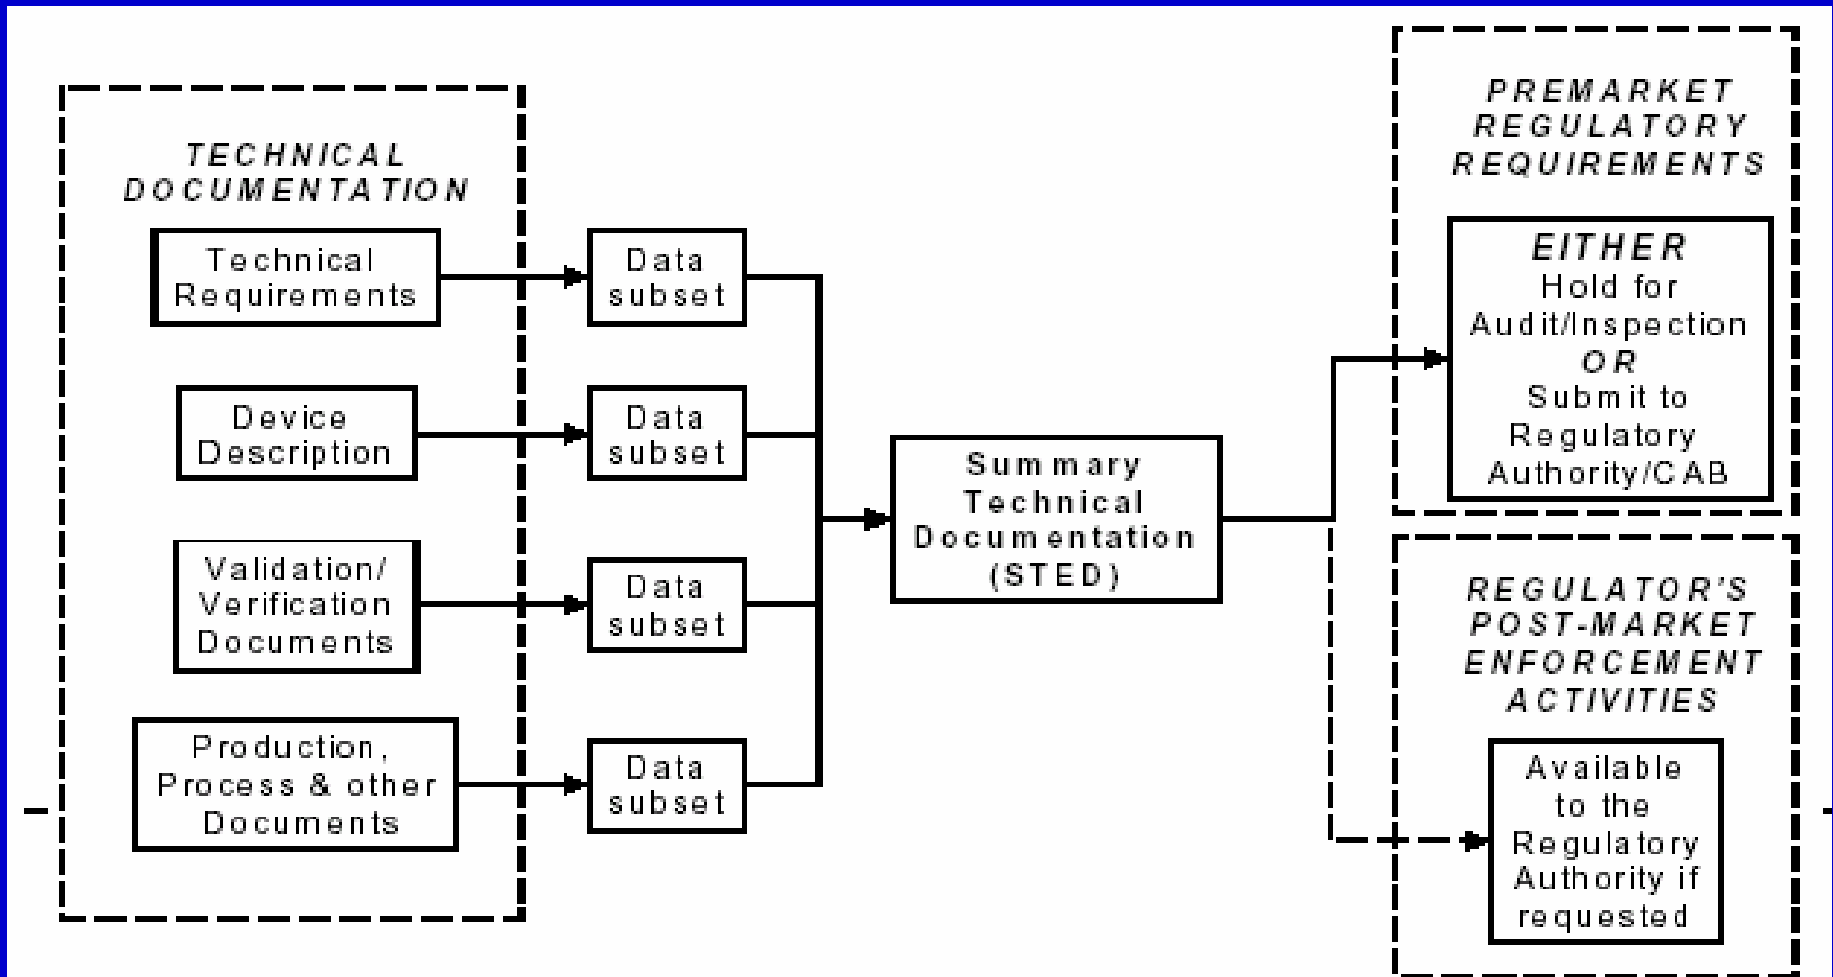 TECHNICAL
DOCUMENTATION
Technical
Requirements
Data
subset
Device
Description
Data
subset
Validation/
Verification
Documents
Data
subset
Production,
Process & other
Documents
Data
subset
Summary
Technical
Documentation
(STED)
PREMARKET
REGULATORY
REQUIREMENTS
EITHER
Hold for
Audit/Inspection
OR
Submit to
Regulatory
Authority/CAB
REGULATOR'S
POST-MARKET
ENFORCEMENT
ACTIVITIES
Available
to the
Regulatory
Authority if
requested